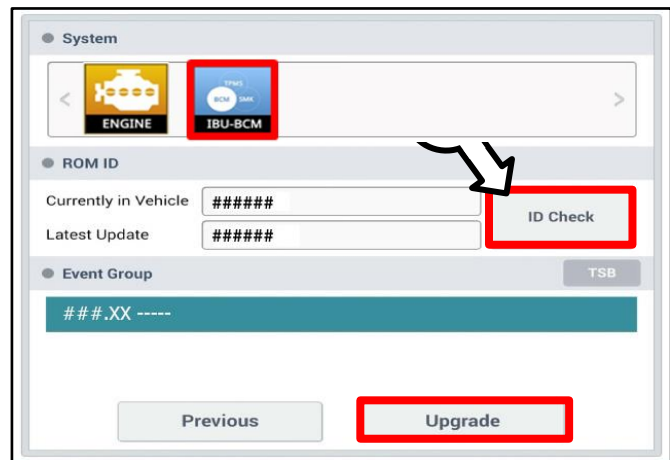 System
TPMS
BCM SMK
< ENGINE IBU-BCM >
ROM ID
Currently in Vehicle ######
ID Check
Latest Update ######
Event Group TSB
###.XX -----
Previous Upgrade